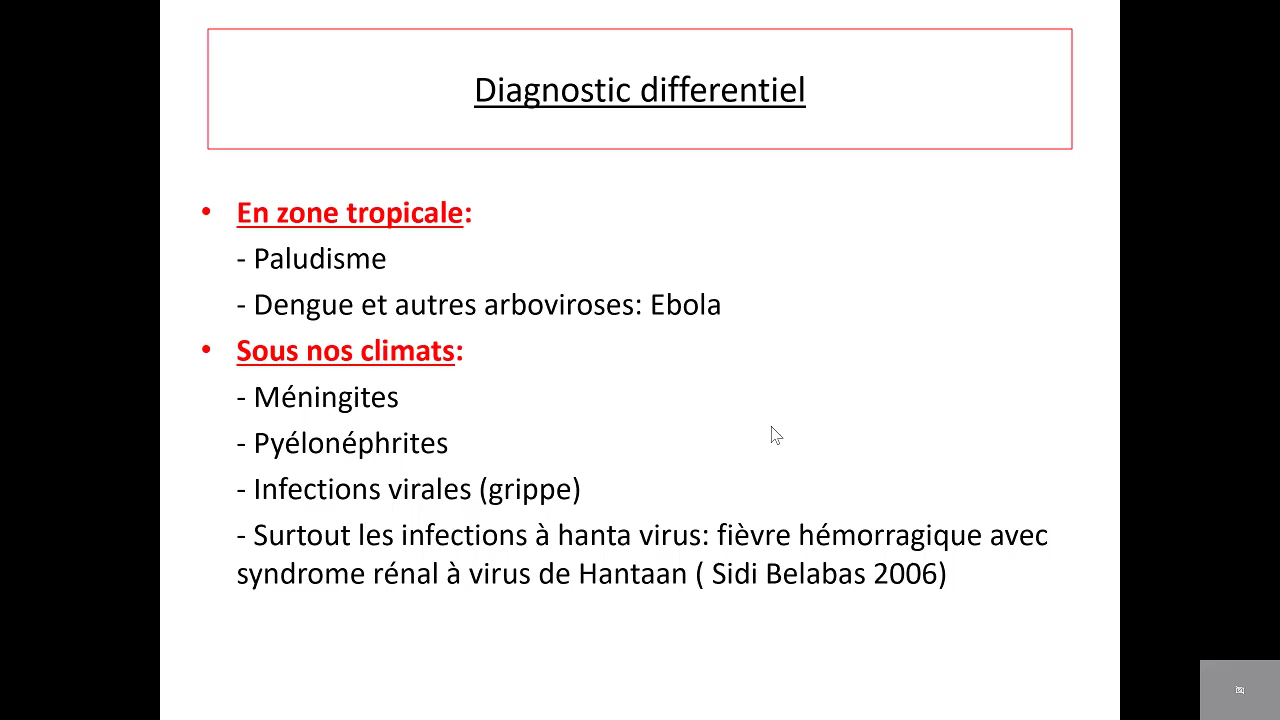 Diagnostic differentiel
• En zone tropicale:
- Paludisme
- Dengue et autres arboviroses: Ebola
• Sous nos climats:
- Méningites
- Pyélonéphrites
- Infections virales (grippe)
- Surtout les infections à hanta virus: fièvre hémorragique avec
syndrome rénal à virus de Hantaan ( Sidi Belabas 2006)